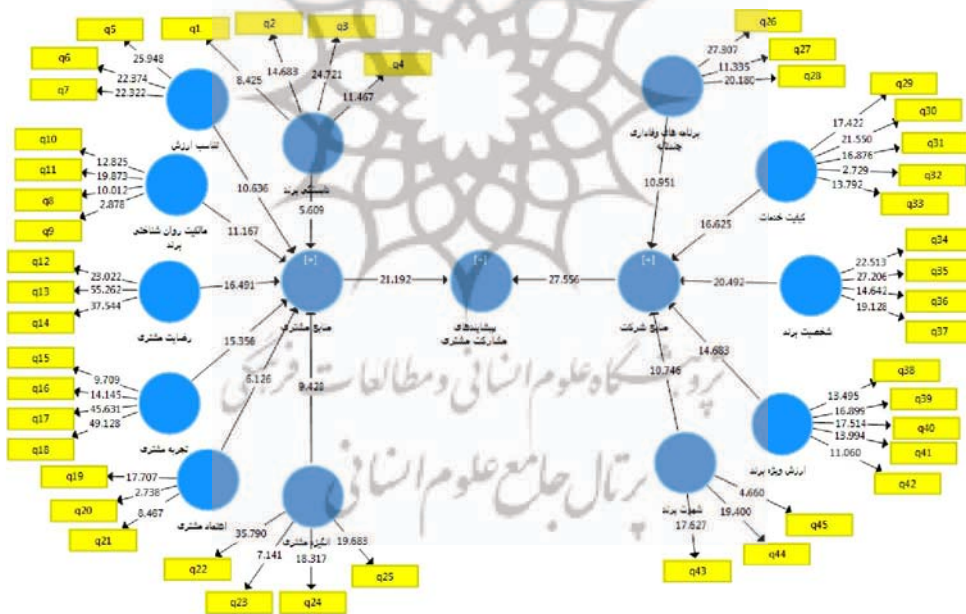 q5
q1
q2
q3
q4
q6
q7
25.948
22.374
22.322
8.425
14.683
24.721
11.467
تناسب ارزش
10.636
برند
5.609
q10
q11
q8
q9
12.825
19.873
10.012
2.878
مالکیت روان شناختی
برند
11.167
q12
q13
q14
23.022
55.262
37.544
رضایت مشتری
16.491
q15
q16
q17
q18
9.709
14.145
45.631
49.128
تجربه مشتری
15.356
q19
q20
q21
17.707
2.738
8.467
اعتماد مشتری
6.126
q22
q23
q24
q25
35.790
7.141
18.317
19.683
انگیزه مشتری
9.428
[+]
منابع مشتری
21.192
[+]
پیشایندهای
مشارکت مشتری
27.556
[+]
منابع شرکت
q26
q27
q28
27.307
11.335
20.180
برنامه های وفاداری
10.951
q29
q30
q31
q32
q33
17.422
21.550
16.876
2.729
13.792
کیفیت خدمات
16.625
q34
q35
q36
q37
22.513
27.206
14.642
19.128
شخصیت برند
20.492
q38
q39
q40
q41
q42
13.495
16.899
17.514
13.994
11.060
ارزش ویژه برند
14.683
q43
q44
q45
17.627
19.400
4.660
شهرت برند
10.746
پژوهشگاه علوم انسانی و مطالعات فرهنگی
پرتال جامع علوم انسانی